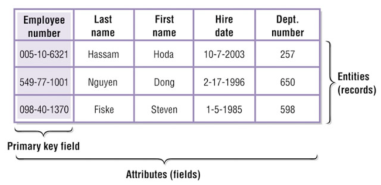 Employee number Last name First name Hire date Dept. number
005-10-6321 Hassam Hoda 10-7-2003 257
549-77-1001 Nguyen Dong 2-17-1996 650
098-40-1370 Fiske Steven 1-5-1985 598
Entities
(records)
Primary key field
Attributes (fields)